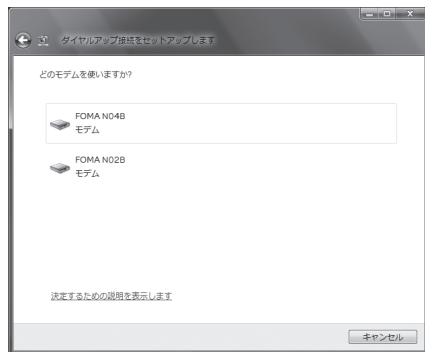 ダイヤルアップ接続をセットアップします
どのモデムを使いますか?
FOMA N04B
モデム
FOMA N02B
モデム
決定するための説明を表示します
キャンセル